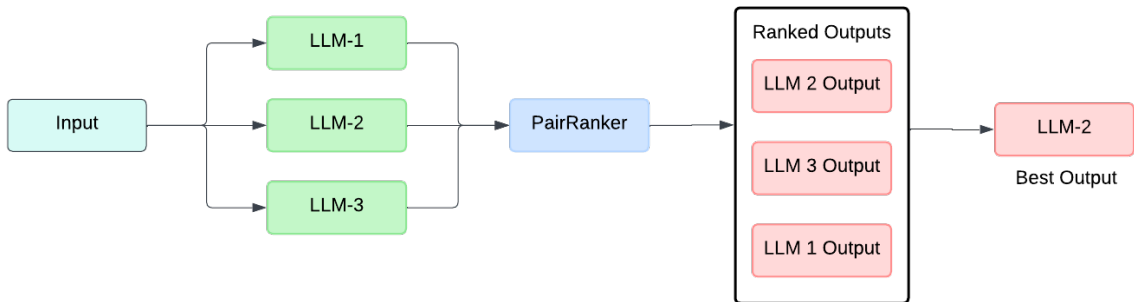 Input
LLM-1
LLM-2
LLM-3
PairRanker
Ranked Outputs
LLM 2 Output
LLM 3 Output
LLM 1 Output
LLM-2
Best Output